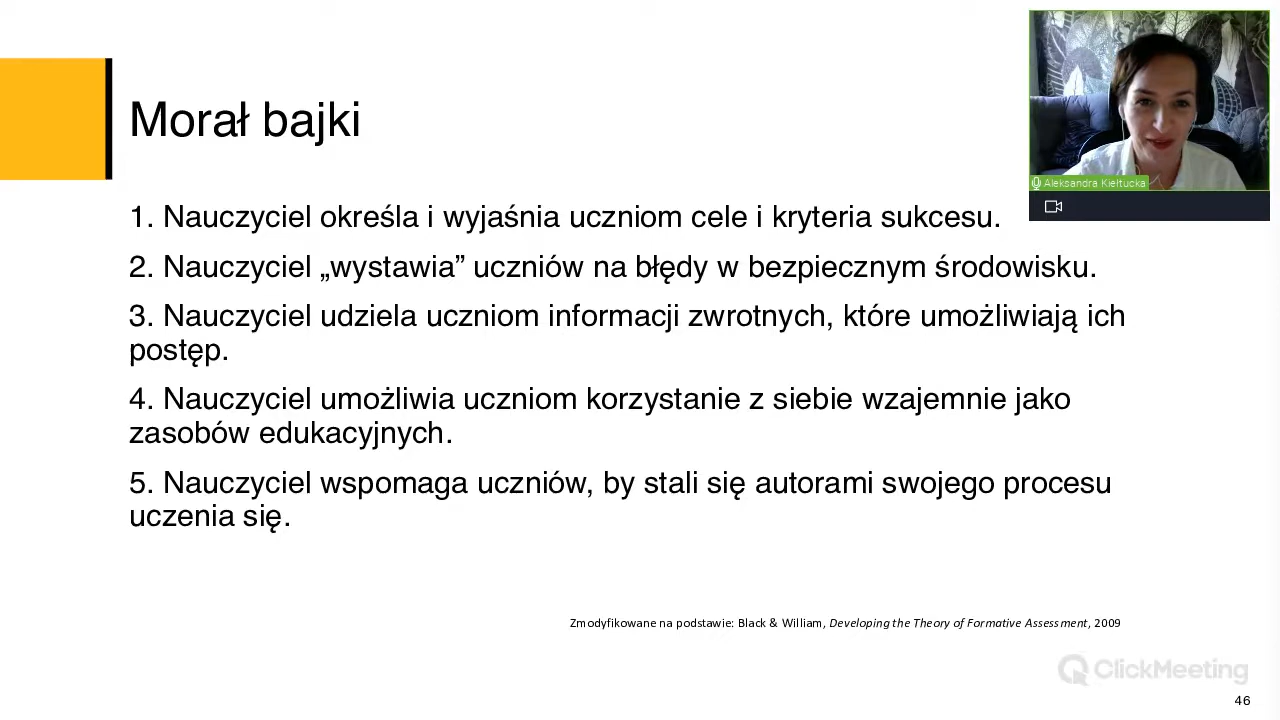 Morał bajki
Aleksandra Kiełtucka
1. Nauczyciel określa i wyjaśnia uczniom cele i kryteria sukcesu.
2. Nauczyciel „wystawia” uczniów na błędy w bezpiecznym środowisku.
3. Nauczyciel udziela uczniom informacji zwrotnych, które umożliwiają ich
postęp.
4. Nauczyciel umożliwia uczniom korzystanie z siebie wzajemnie jako
zasobów edukacyjnych.
5. Nauczyciel wspomaga uczniów, by stali się autorami swojego procesu
uczenia się.
Zmodyfikowane na podstawie: Black & William, Developing the Theory of Formative Assessment, 2009
ClickMeeting
46